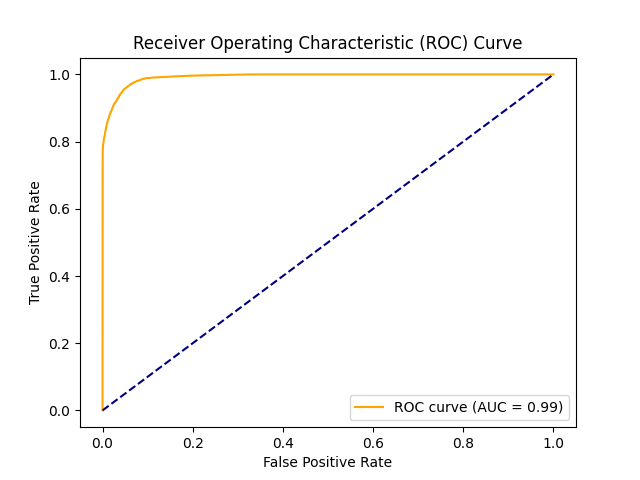 Receiver Operating Characteristic (ROC) Curve
1.0
0.8
0.6
0.4
0.2
0.0
True Positive Rate
ROC curve (AUC = 0.99)
0.0 0.2 0.4 0.6 0.8 1.0
False Positive Rate